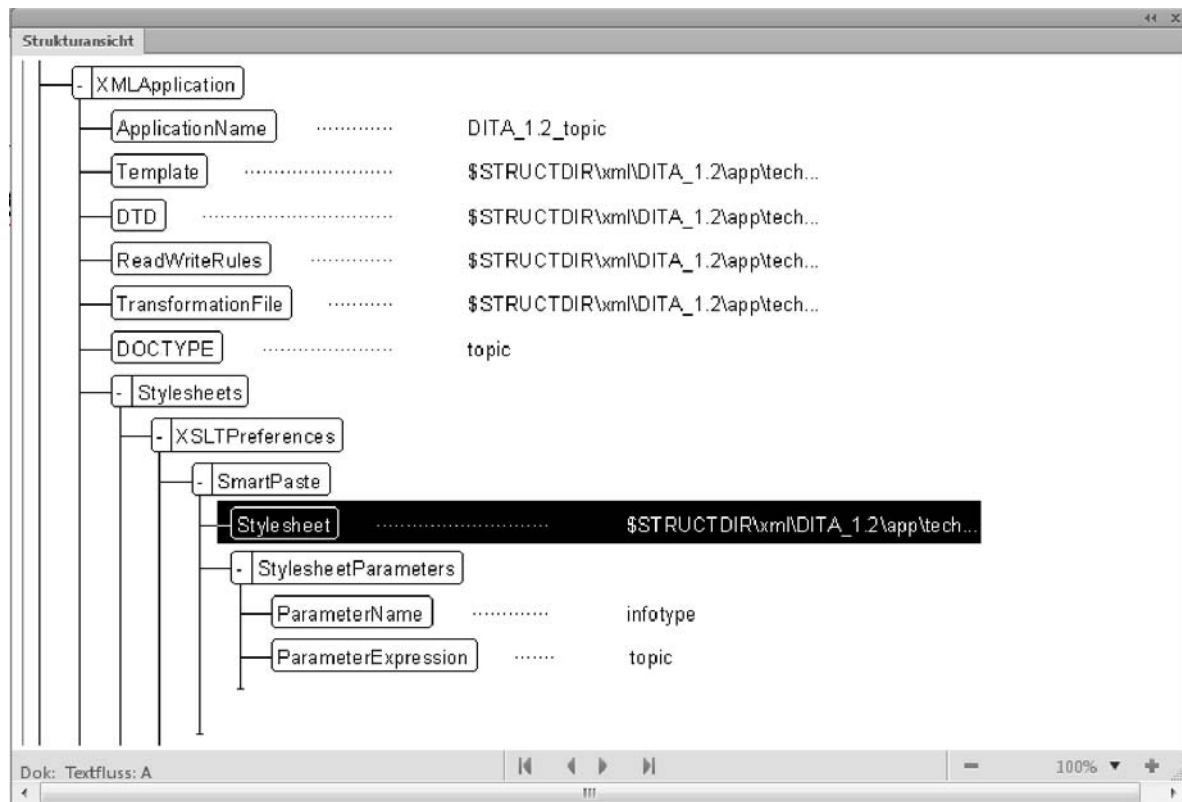 Strukturansicht
- XMLApplication
ApplicationName ............. DITA_1.2_topic
Template ...................... $STRUCTDIR\xml\DITA_1.2\app\tech...
DTD ............................ $STRUCTDIR\xml\DITA_1.2\app\tech...
ReadWriteRules ............ $STRUCTDIR\xml\DITA_1.2\app\tech...
TransformationFile .......... $STRUCTDIR\xml\DITA_1.2\app\tech...
DOCTYPE ................... topic
- Stylesheets
- XSLTPreferences
- SmartPaste
Stylesheet ......................... $STRUCTDIR\xml\DITA_1.2\app\tech...
- StylesheetParameters
ParameterName ............ infotype
ParameterExpression ....... topic
Dok: Textfluss: A 100%